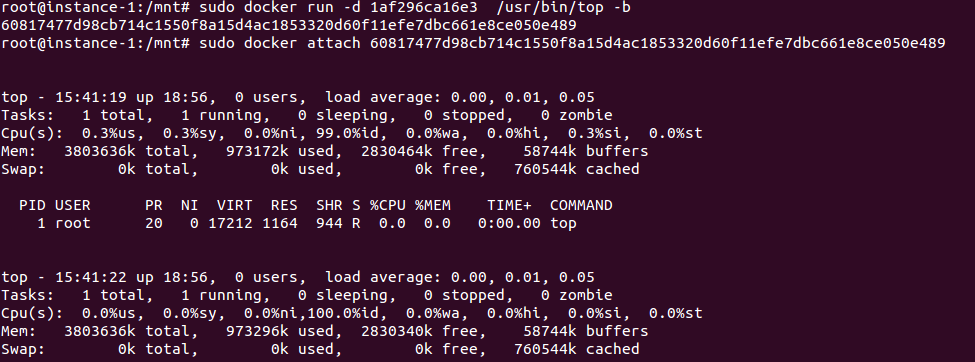 root@instance-1:/mnt# sudo docker run -d 1af296ca16e3  /usr/bin/top -b
60817477d98cb714c1550f8a15d4ac1853320d60f11efe7dbc661e8ce050e489
root@instance-1:/mnt# sudo docker attach 60817477d98cb714c1550f8a15d4ac1853320d60f11efe7dbc661e8ce050e489
top - 15:41:19 up 18:56,  0 users,  load average: 0.00, 0.01, 0.05
Tasks:   1 total,   1 running,   0 sleeping,   0 stopped,   0 zombie
Cpu(s):  0.3%us,  0.3%sy,  0.0%ni, 99.0%id,  0.0%wa,  0.0%hi,  0.3%si,  0.0%st
Mem:   3803636k total,   973172k used,  2830464k free,    58744k buffers
Swap:        0k total,        0k used,        0k free,   760544k cached
  PID USER      PR  NI  VIRT  RES  SHR S %CPU %MEM    TIME+  COMMAND
    1 root      20   0 17212 1164  944 R  0.0  0.0   0:00.00 top
top - 15:41:22 up 18:56,  0 users,  load average: 0.00, 0.01, 0.05
Tasks:   1 total,   1 running,   0 sleeping,   0 stopped,   0 zombie
Cpu(s):  0.0%us,  0.0%sy,  0.0%ni,100.0%id,  0.0%wa,  0.0%hi,  0.0%si,  0.0%st
Mem:   3803636k total,   973296k used,  2830340k free,    58744k buffers
Swap:        0k total,        0k used,        0k free,   760544k cached